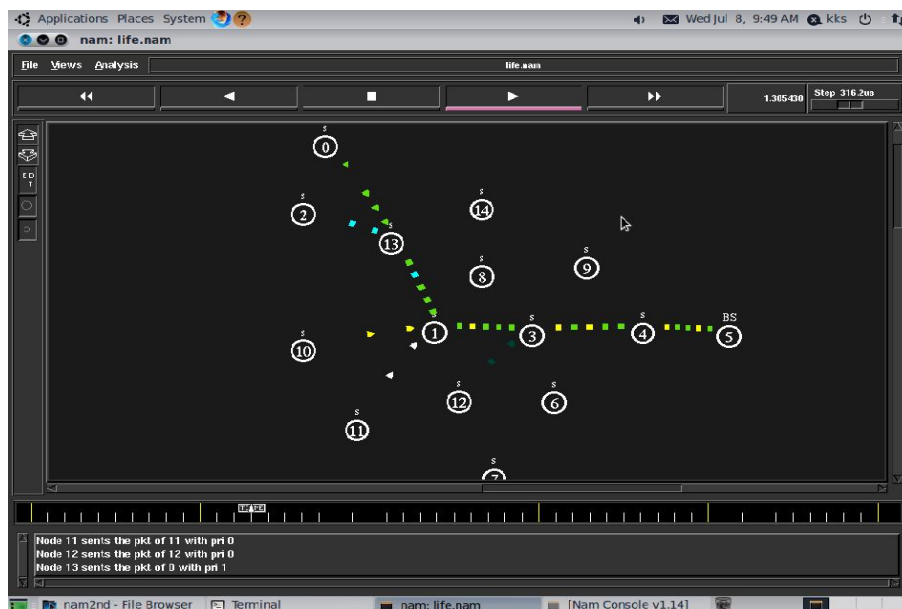 Applications Places System Wed Jul 8, 9:49 AM kks
nam: life.nam
File Views Analysis life.nam
1.305430 Step 316.2us
s
0
s
2
s
14
s
13
s
8
s
9
s
1
s
3
s
4
BS
5
s
10
s
12
s
6
s
11
s
7
TIME
Node 11 sents the pkt of 11 with pri 0
Node 12 sents the pkt of 12 with pri 0
Node 13 sents the pkt of 0 with pri 1
nam2nd - File Browser Terminal nam: life.nam [Nam Console v1.14]